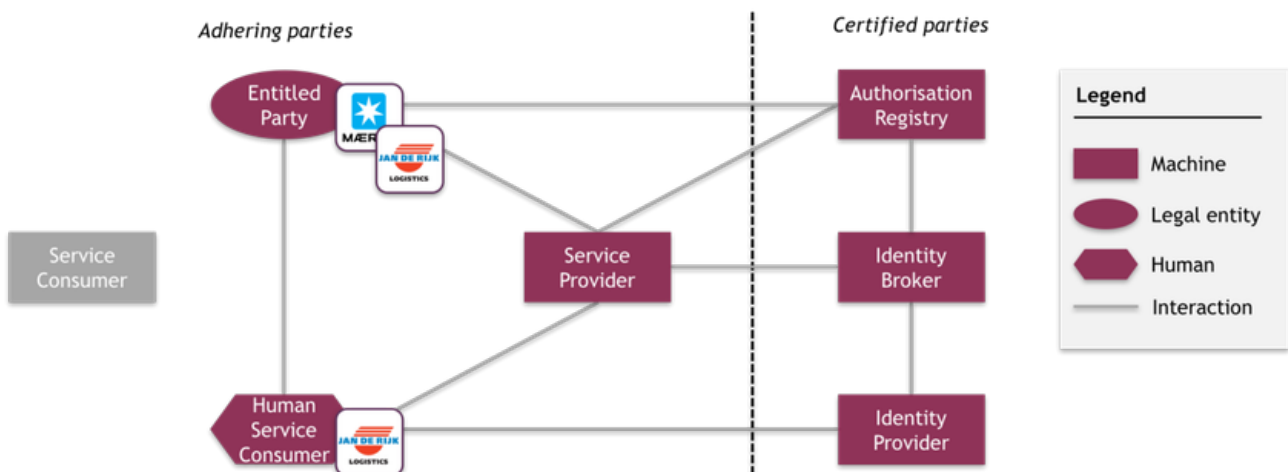 Adhering parties
Certified parties
Entitled
Party
MÆR
JAN DE RIJK
LOGISTICS
Authorisation
Registry
Legend
Machine
Legal entity
Human
Interaction
Service
Consumer
Service
Provider
Identity
Broker
Human
Service
Consumer
JAN DE RIJK
LOGISTICS
Identity
Provider